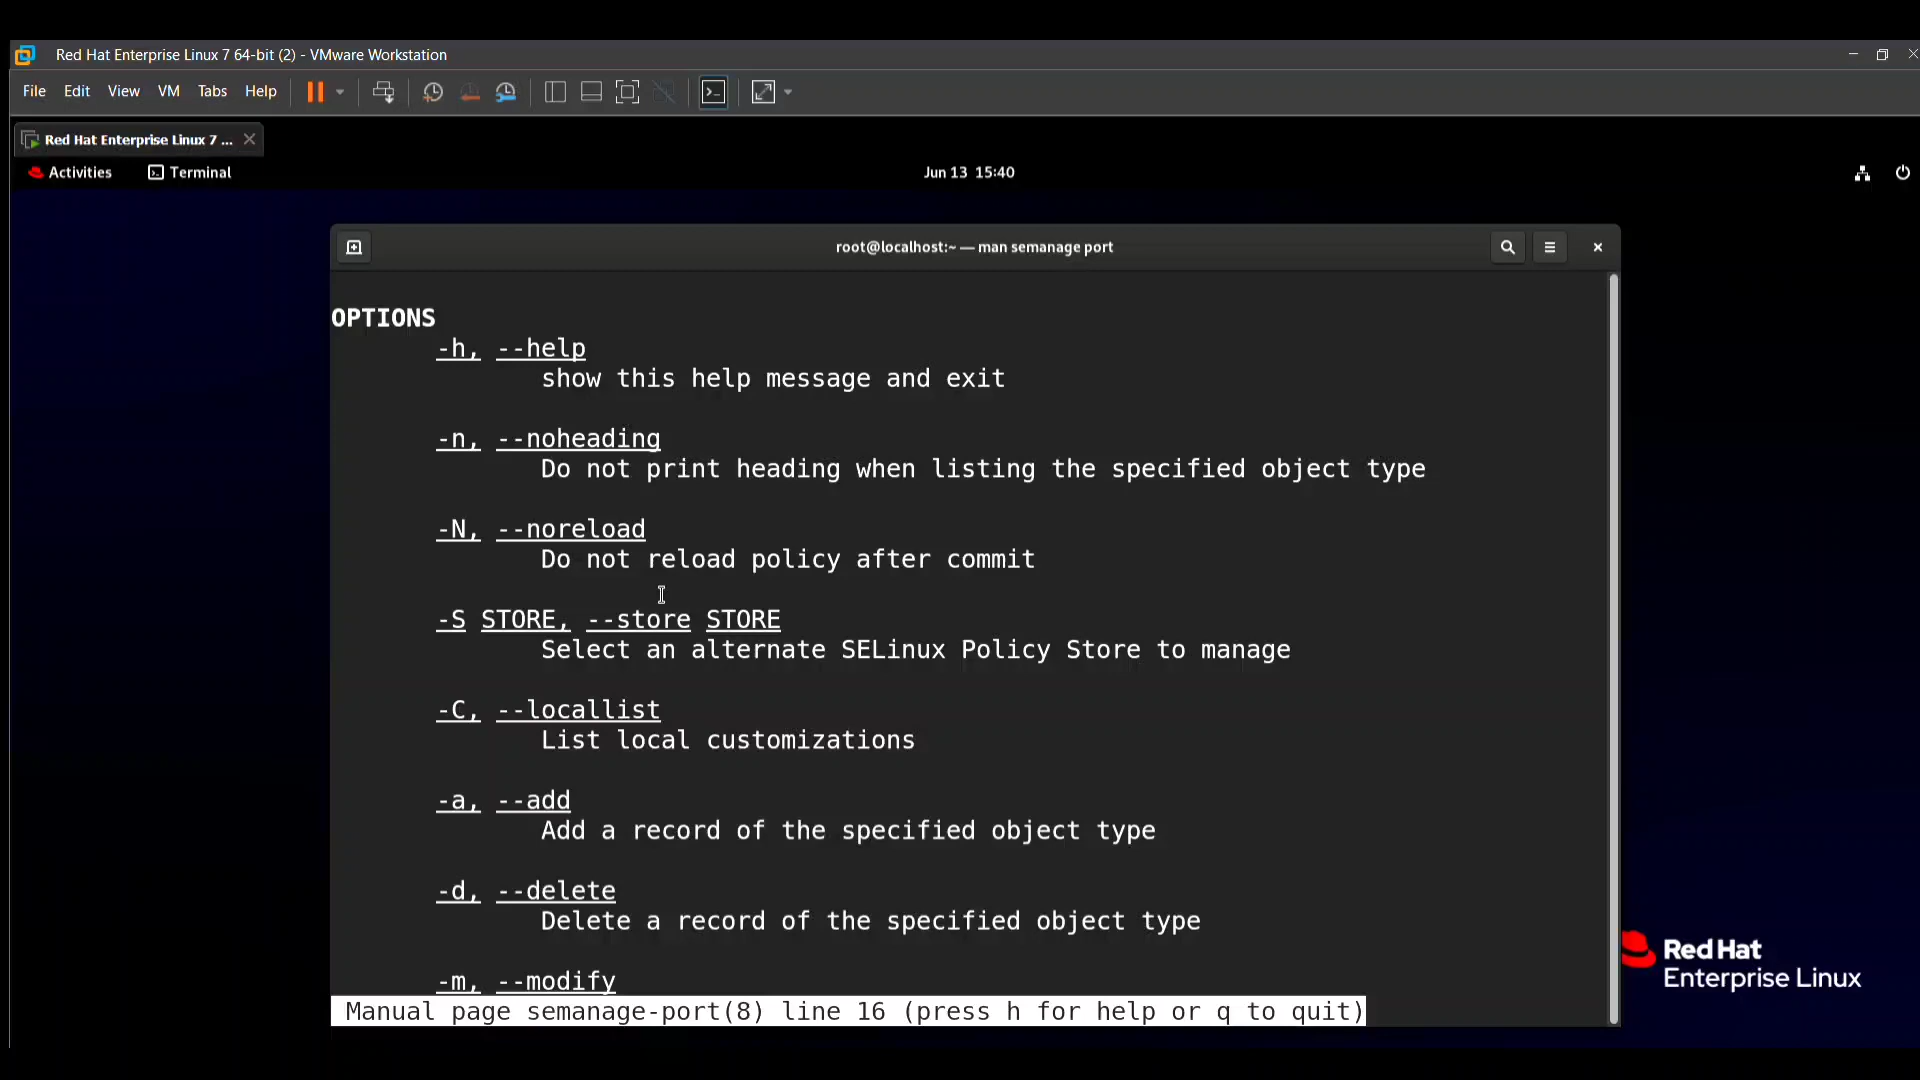 Red Hat Enterprise Linux 7 64-bit (2) - VMware Workstation
File Edit View VM Tabs Help
Red Hat Enterprise Linux 7 ...
Activities Terminal Jun 13 15:40
root@localhost:~ — man semanage port
OPTIONS
-h, --help
show this help message and exit
-n, --noheading
Do not print heading when listing the specified object type
-N, --noreload
Do not reload policy after commit
-S STORE, --store STORE
Select an alternate SELinux Policy Store to manage
-C, --locallist
List local customizations
-a, --add
Add a record of the specified object type
-d, --delete
Delete a record of the specified object type
-m, --modify
Manual page semanage-port(8) line 16 (press h for help or q to quit)
Red Hat
Enterprise Linux